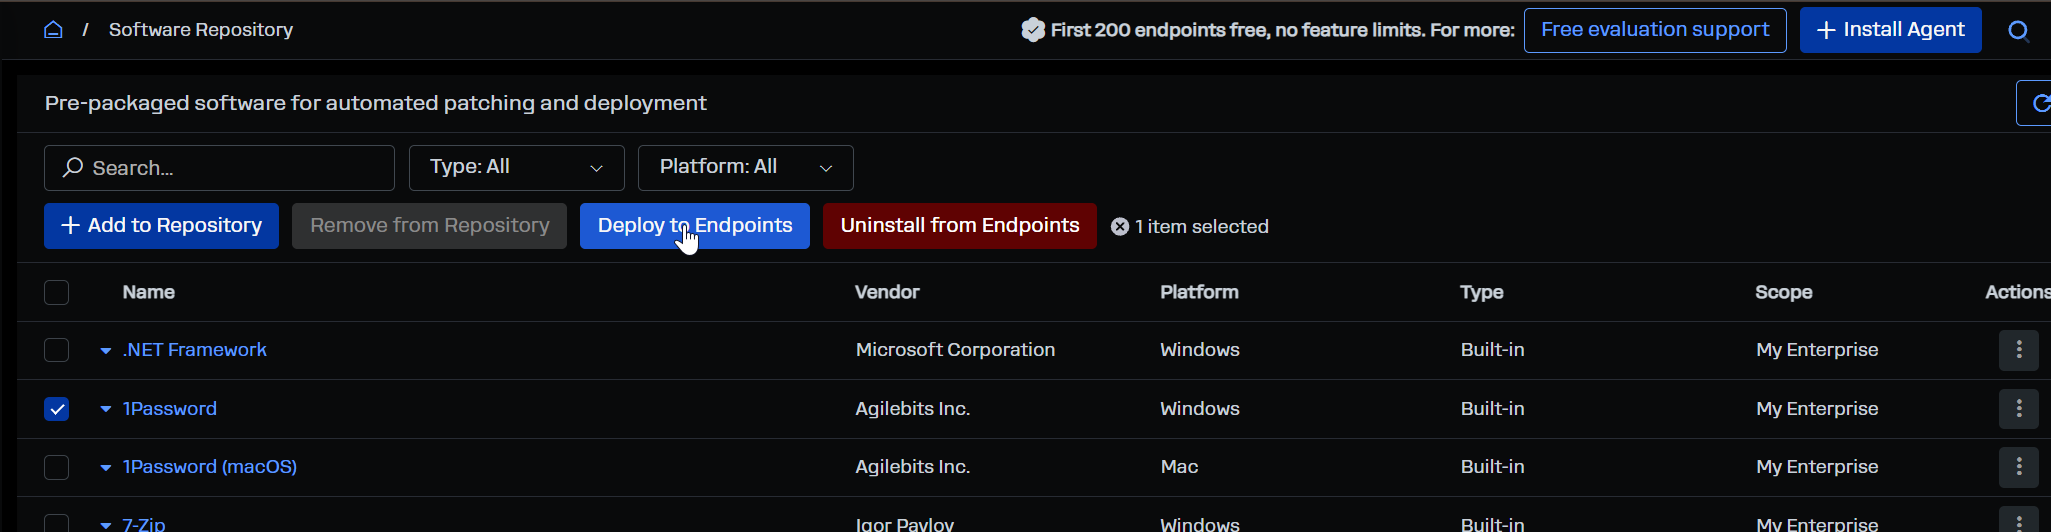 / Software Repository First 200 endpoints free, no feature limits. For more: Free evaluation support + Install Agent
Pre-packaged software for automated patching and deployment
Search... Type: All Platform: All
+ Add to Repository Remove from Repository Deploy to Endpoints Uninstall from Endpoints 1 item selected
Name Vendor Platform Type Scope Actions
.NET Framework Microsoft Corporation Windows Built-in My Enterprise
1Password Agilebits Inc. Windows Built-in My Enterprise
1Password (macOS) Agilebits Inc. Mac Built-in My Enterprise
7-Zip Igor Pavlov Windows Built-in My Enterprise